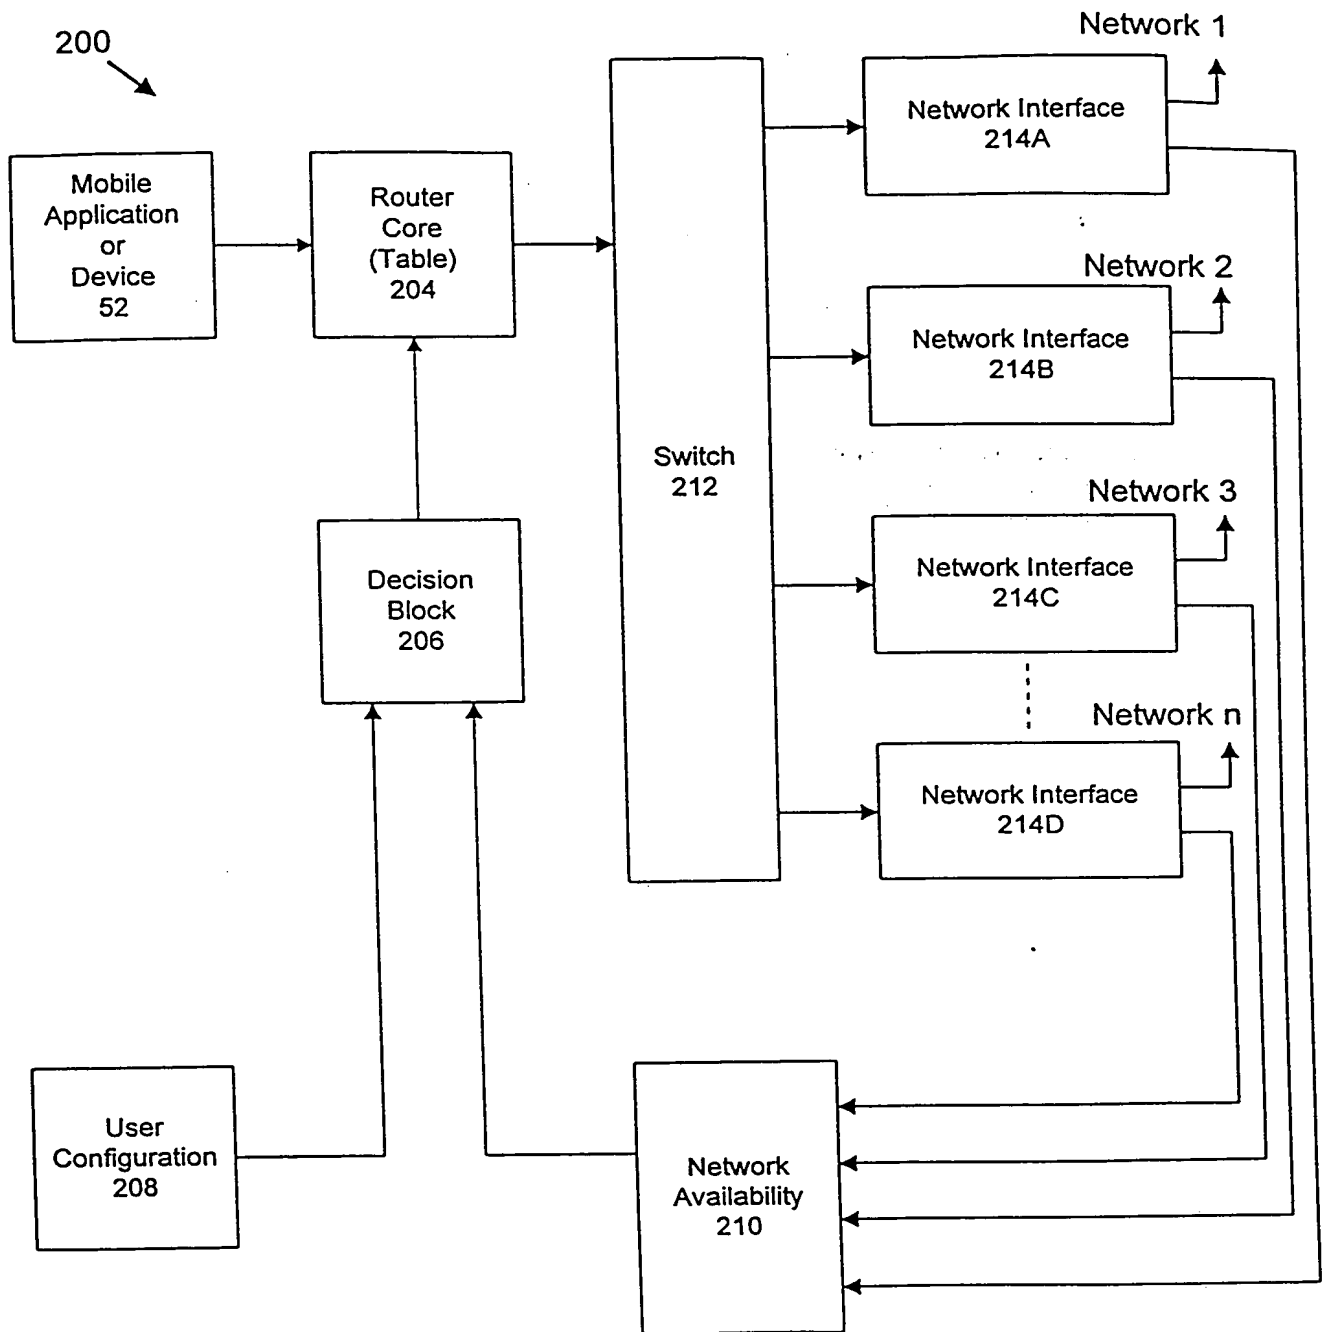 200
Network 1
Network Interface
214A
Mobile
Application
or
Device
52
Router
Core
(Table)
204
Network 2
Network Interface
214B
Switch
212
Network 3
Network Interface
214C
Decision
Block
206
Network n
Network Interface
214D
User
Configuration
208
Network
Availability
210